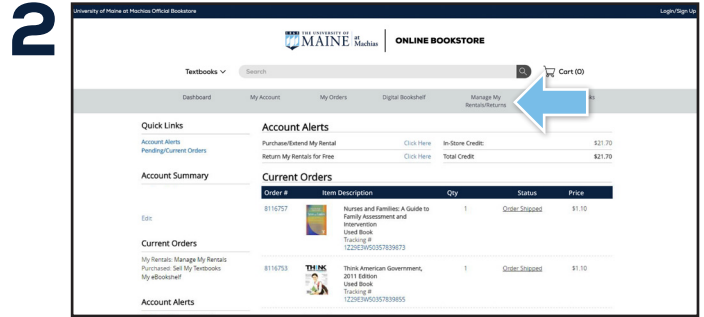 2
University of Maine at Machias Official Bookstore
Login/Sign Up
THE UNIVERSITY OF
MAINE at Machias
ONLINE BOOKSTORE
Textbooks
Search
Cart (0)
Dashboard
My Account
My Orders
Digital Bookshelf
Manage My
Rentals/Returns
Quick Links
Account Alerts
Pending/Current Orders
Account Summary
Edit
Current Orders
My Rentals: Manage My Rentals
Purchased: Sell My Textbooks
My eBookshelf
Account Alerts
Account Alerts
Purchase/Extend My Rental Click Here In-Store Credit: $21.70
Return My Rentals for Free Click Here Total Credit $21.70
Current Orders
Order # Item Description Qty Status Price
8116757 Nurses and Families: A Guide to 1 Order Shipped $1.10
Family Assessment and
Intervention
Used Book
Tracking #
1Z29E3W50357839873
8116753 THINK Think American Government, 1 Order Shipped $1.10
2011 Edition
Used Book
Tracking #
1Z29E3W50357839855